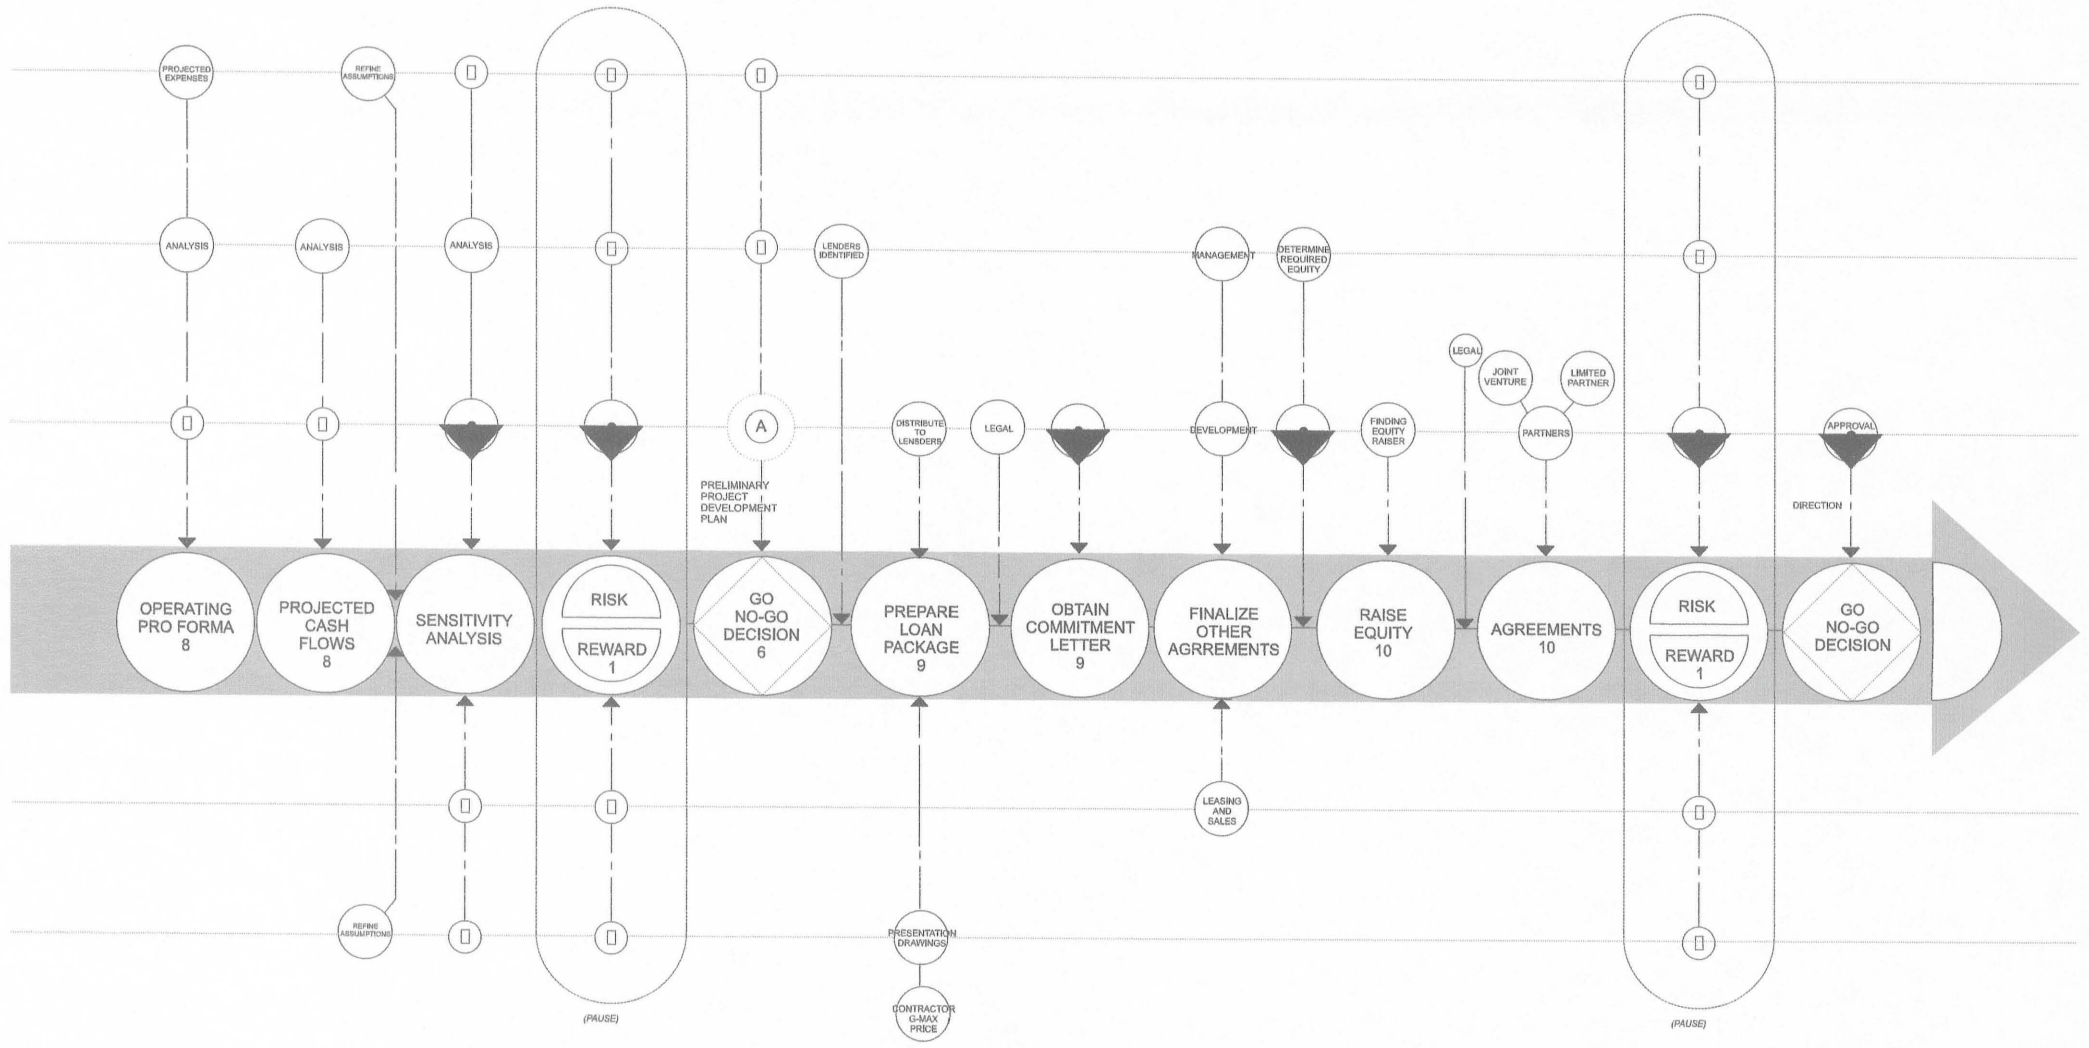 PROJECTED
EXPENSES
REFINE
ASSUMPTIONS
ANALYSIS
ANALYSIS
ANALYSIS
LENDERS
IDENTIFIED
MANAGEMENT
DETERMINE
REQUIRED
EQUITY
LEGAL
JOINT
VENTURE
LIMITED
PARTNER
A
DISTRIBUTE
TO
LENSDERS
LEGAL
DEVELOPMENT
FINDING
EQUITY
RAISER
PARTNERS
APPROVAL
PRELIMINARY
PROJECT
DEVELOPMENT
PLAN
DIRECTION
OPERATING
PRO FORMA
8
PROJECTED
CASH
FLOWS
8
SENSITIVITY
ANALYSIS
RISK
REWARD
1
GO
NO-GO
DECISION
6
PREPARE
LOAN
PACKAGE
9
OBTAIN
COMMITMENT
LETTER
9
FINALIZE
OTHER
AGRREMENTS
RAISE
EQUITY
10
AGREEMENTS
10
RISK
REWARD
1
GO
NO-GO
DECISION
LEASING
AND
SALES
REFINE
ASSUMPTIONS
PRESENTATION
DRAWINGS
CONTRACTOR
G-MAX
PRICE
(PAUSE)
(PAUSE)